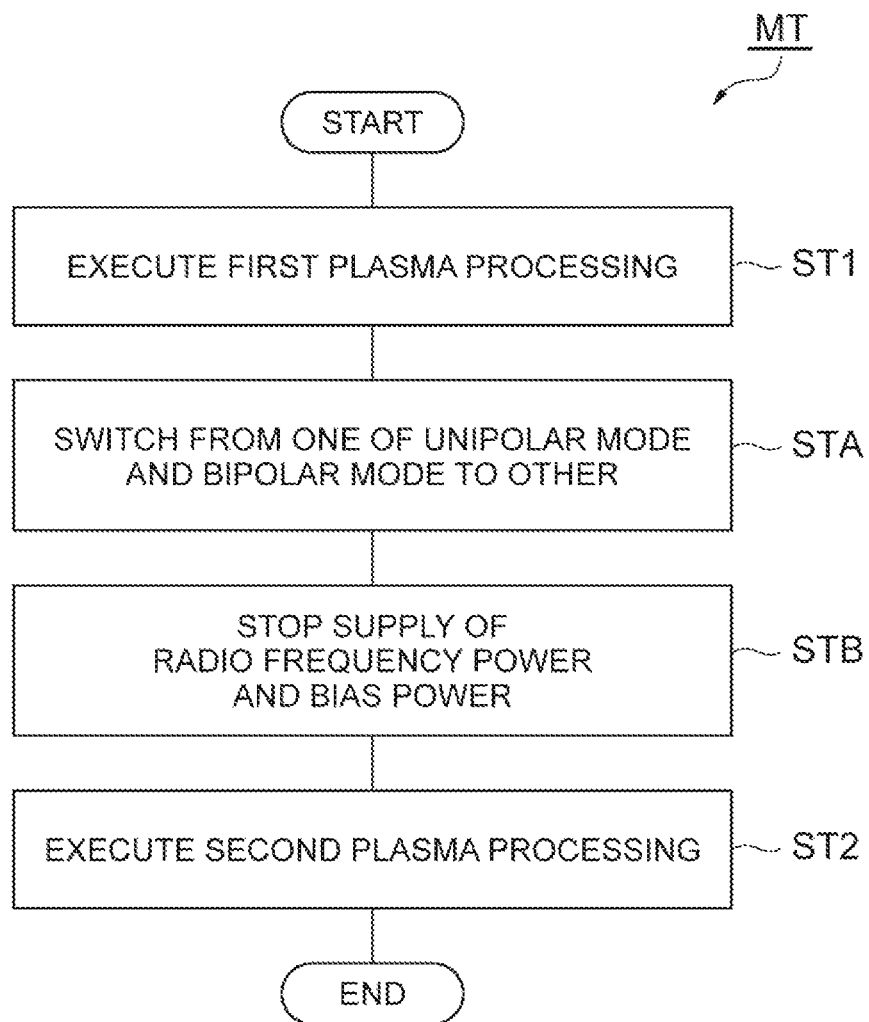 MT
START
EXECUTE FIRST PLASMA PROCESSING
ST1
SWITCH FROM ONE OF UNIPOLAR MODE
AND BIPOLAR MODE TO OTHER
STA
STOP SUPPLY OF
RADIO FREQUENCY POWER
AND BIAS POWER
STB
EXECUTE SECOND PLASMA PROCESSING
ST2
END